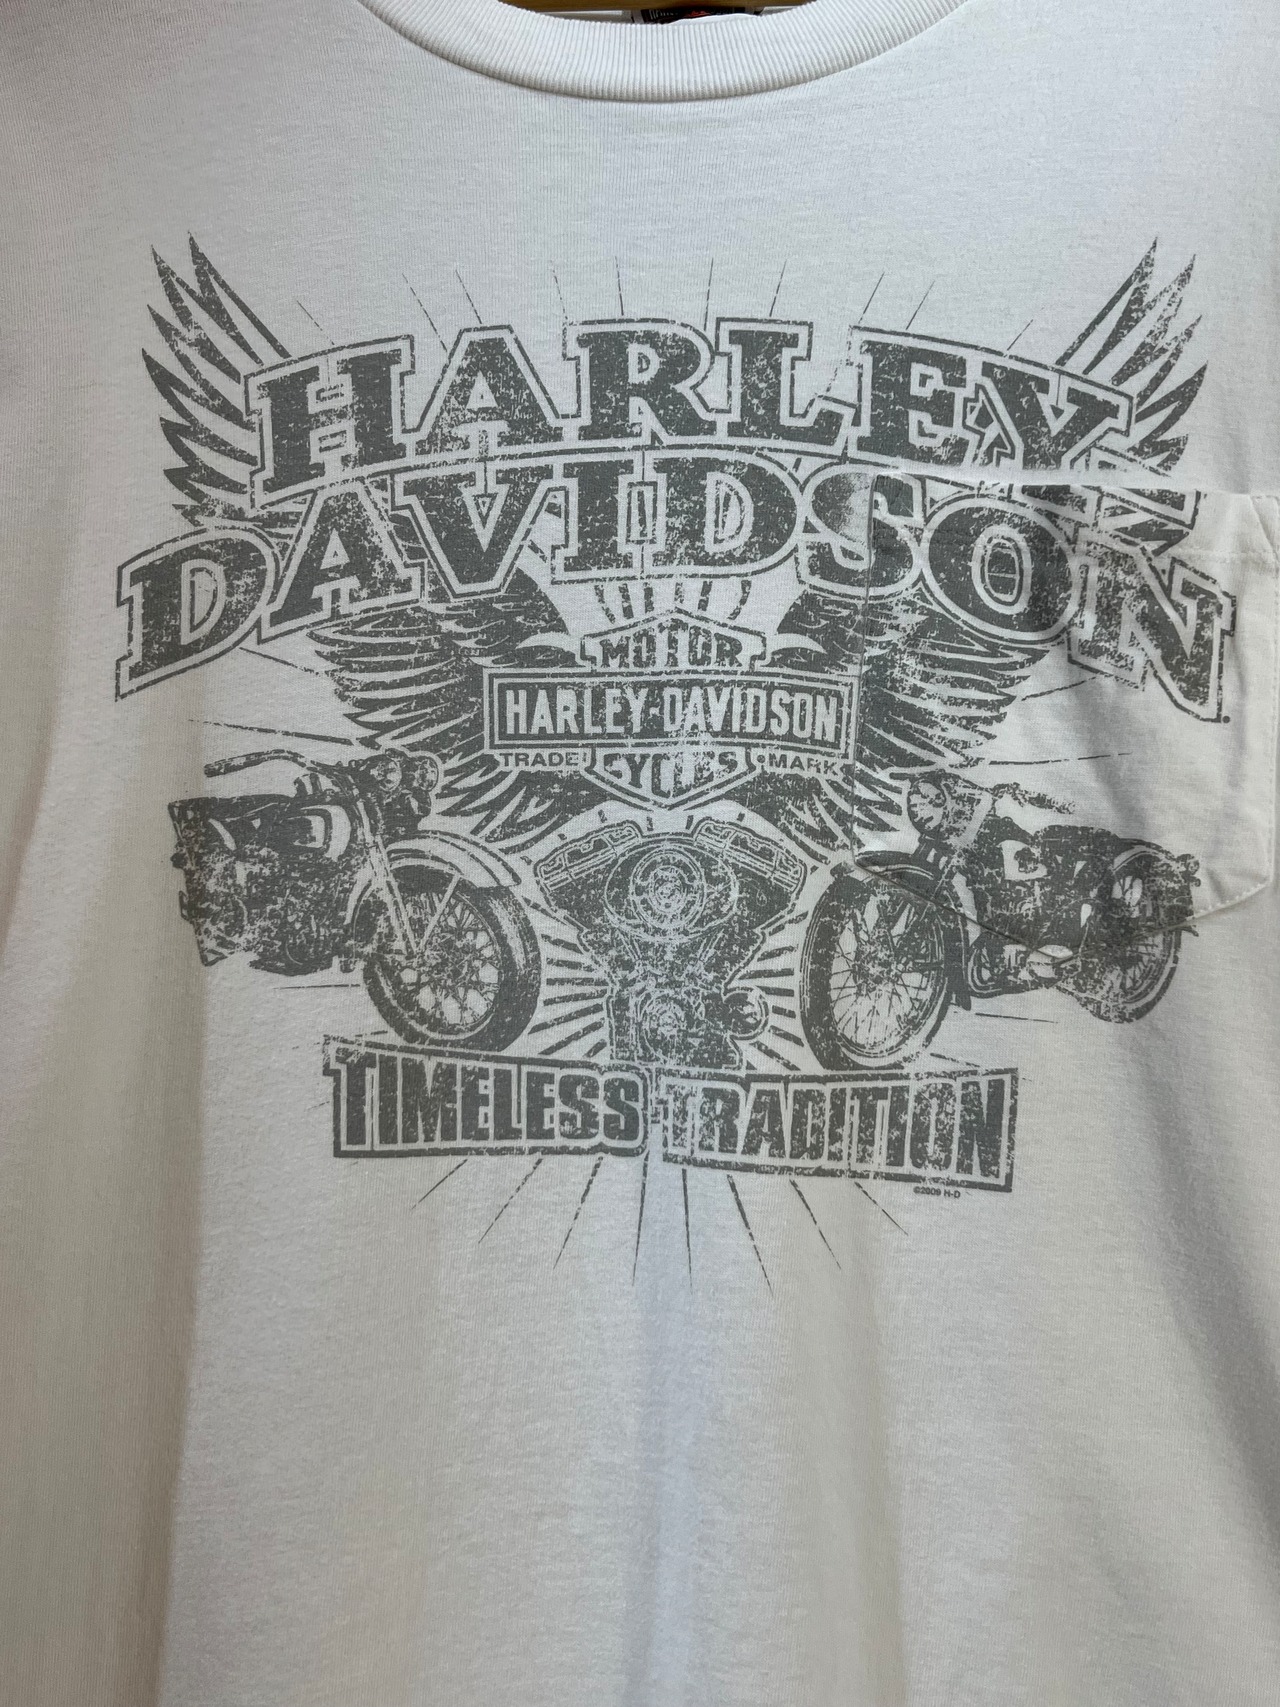 HARLEY
DAVIDSON
MOTOR
HARLEY-DAVIDSON
TRADE CYCLES MARK
TIMELESS TRADITION
©2009 H-D